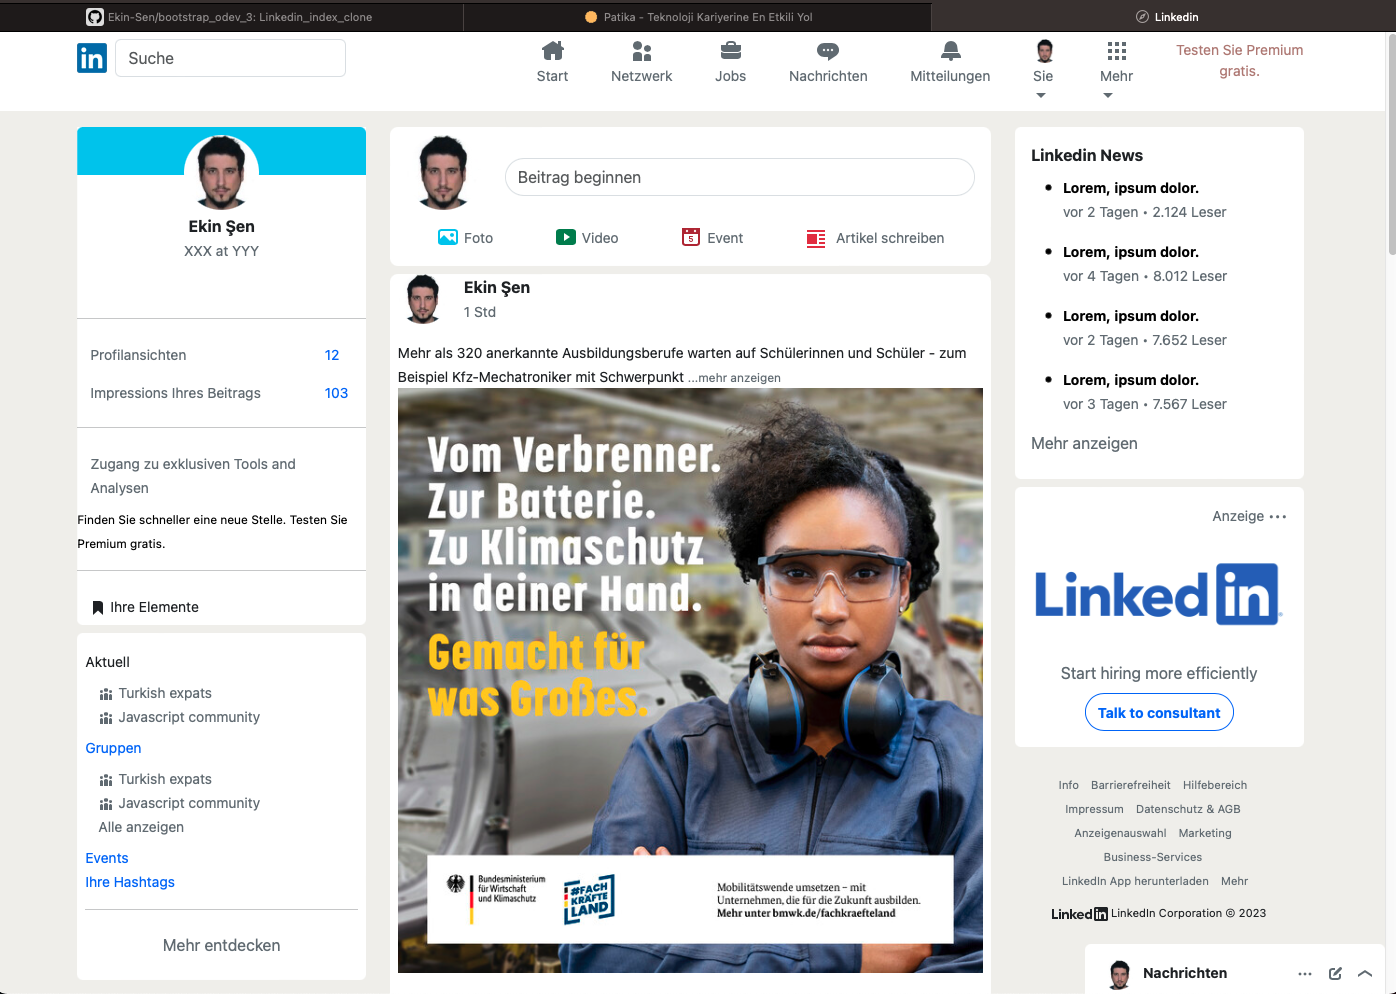 Ekin-Sen/bootstrap_odev_3: Linkedin_index_clone
Patika - Teknoloji Kariyerine En Etkili Yol
Linkedin
in
Suche
Start
Netzwerk
Jobs
Nachrichten
Mitteilungen
Sie
Mehr
Testen Sie Premium
gratis.
Ekin Şen
XXX at YYY
Profilansichten 12
Impressions Ihres Beitrags 103
Zugang zu exklusiven Tools and
Analysen
Finden Sie schneller eine neue Stelle. Testen Sie
Premium gratis.
Ihre Elemente
Aktuell
Turkish expats
Javascript community
Gruppen
Turkish expats
Javascript community
Alle anzeigen
Events
Ihre Hashtags
Mehr entdecken
Beitrag beginnen
Foto
Video
5
Event
Artikel schreiben
Ekin Şen
1 Std
Mehr als 320 anerkannte Ausbildungsberufe warten auf Schülerinnen und Schüler - zum
Beispiel Kfz-Mechatroniker mit Schwerpunkt ...mehr anzeigen
Vom Verbrenner.
Zur Batterie.
Zu Klimaschutz
in deiner Hand.
Gemacht für
was Großes.
Bundesministerium
für Wirtschaft
und Klimaschutz
#FACH
KRÄFTE
LAND
Mobilitätswende umsetzen – mit
Unternehmen, die für die Zukunft ausbilden.
Mehr unter bmwk.de/fachkraefteland
Linkedin News
Lorem, ipsum dolor.
vor 2 Tagen • 2.124 Leser
Lorem, ipsum dolor.
vor 4 Tagen • 8.012 Leser
Lorem, ipsum dolor.
vor 2 Tagen • 7.652 Leser
Lorem, ipsum dolor.
vor 3 Tagen • 7.567 Leser
Mehr anzeigen
Anzeige
Linked in
Start hiring more efficiently
Talk to consultant
Info Barrierefreiheit Hilfebereich
Impressum Datenschutz & AGB
Anzeigenauswahl Marketing
Business-Services
LinkedIn App herunterladen Mehr
Linked in LinkedIn Corporation © 2023
Nachrichten